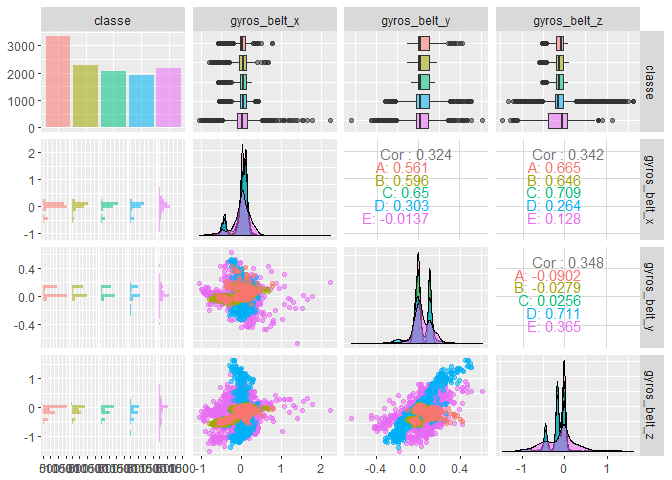 classe gyros_belt_x gyros_belt_y gyros_belt_z
3000
2000
1000
0
classe
2
1
0
-1
Cor : 0.324
A: 0.561
B: 0.596
C: 0.65
D: 0.303
E: -0.0137
Cor : 0.342
A: 0.665
B: 0.646
C: 0.709
D: 0.264
E: 0.128
gyros_belt_x
0.4
0.0
-0.4
Cor : 0.348
A: -0.0902
B: -0.0279
C: 0.0256
D: 0.711
E: 0.365
gyros_belt_y
1
0
-1
gyros_belt_z
-1 0 1 2
-0.4 0.0 0.4
-1 0 1